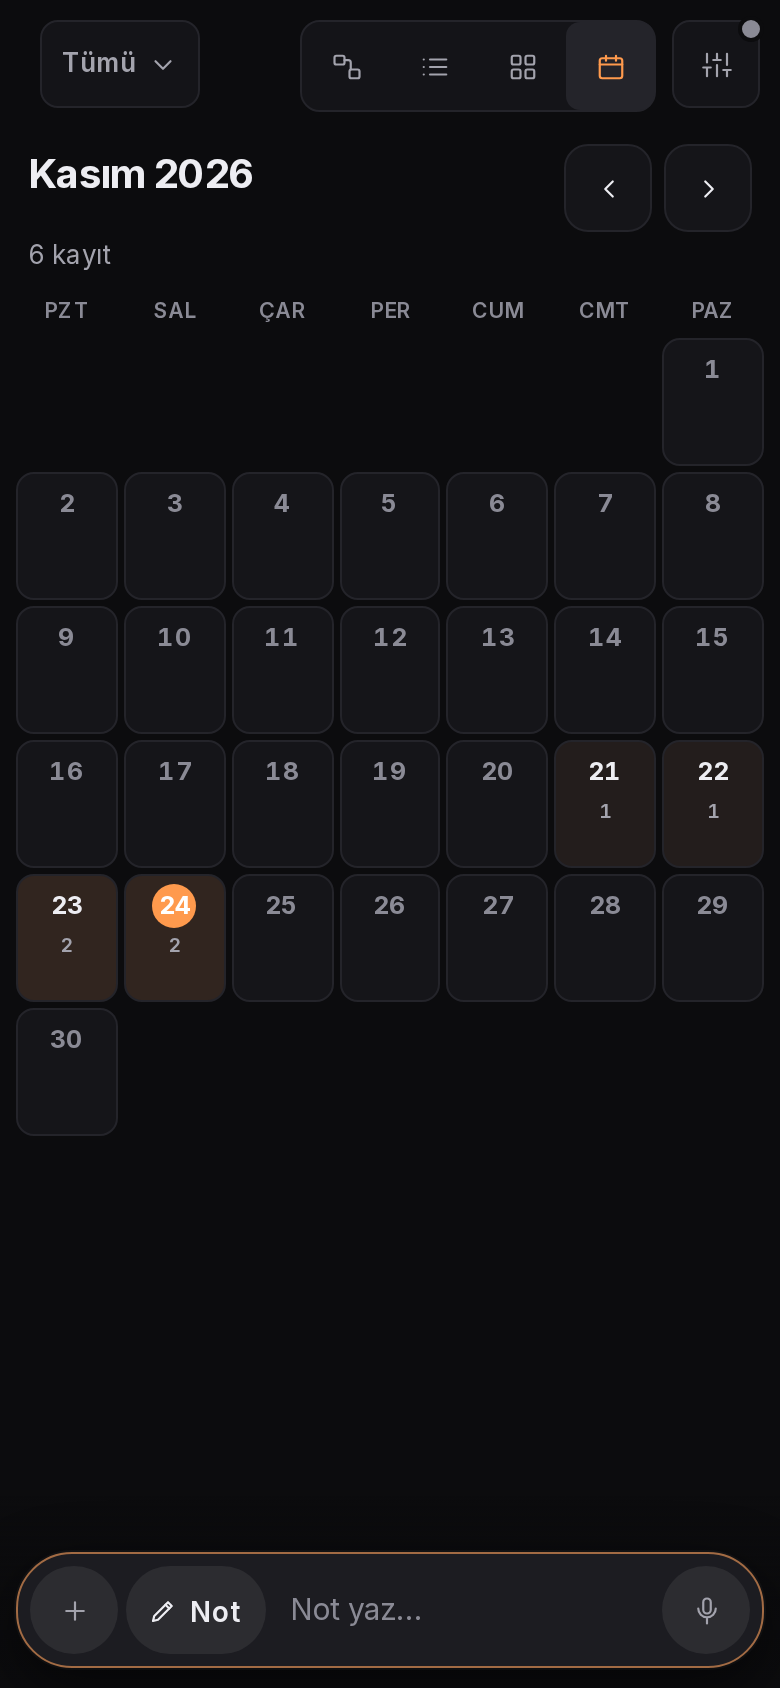 Tümü
Kasım 2026
6 kayıt
PZT SAL ÇAR PER CUM CMT PAZ
1
2 3 4 5 6 7 8
9 10 11 12 13 14 15
16 17 18 19 20 21 22
1 1
23 24 25 26 27 28 29
2 2
30
Not Not yaz...